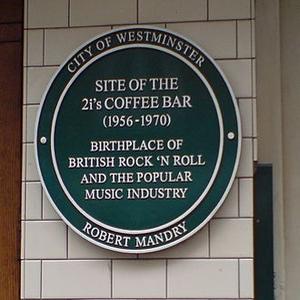 CITY OF WESTMINSTER
SITE OF THE
2i's COFFEE BAR
(1956-1970)
BIRTHPLACE OF
BRITISH ROCK 'N ROLL
AND THE POPULAR
MUSIC INDUSTRY
ROBERT MANDRY